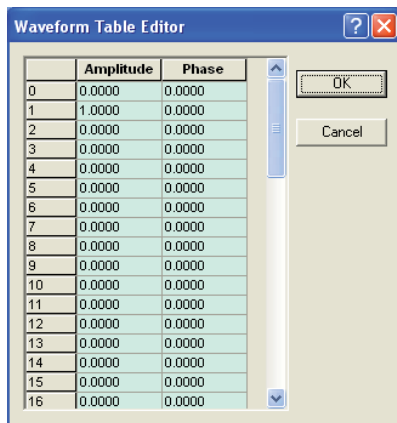 Waveform Table Editor
Amplitude Phase
OK
Cancel
0 0.0000 0.0000
1 1.0000 0.0000
2 0.0000 0.0000
3 0.0000 0.0000
4 0.0000 0.0000
5 0.0000 0.0000
6 0.0000 0.0000
7 0.0000 0.0000
8 0.0000 0.0000
9 0.0000 0.0000
10 0.0000 0.0000
11 0.0000 0.0000
12 0.0000 0.0000
13 0.0000 0.0000
14 0.0000 0.0000
15 0.0000 0.0000
16 0.0000 0.0000